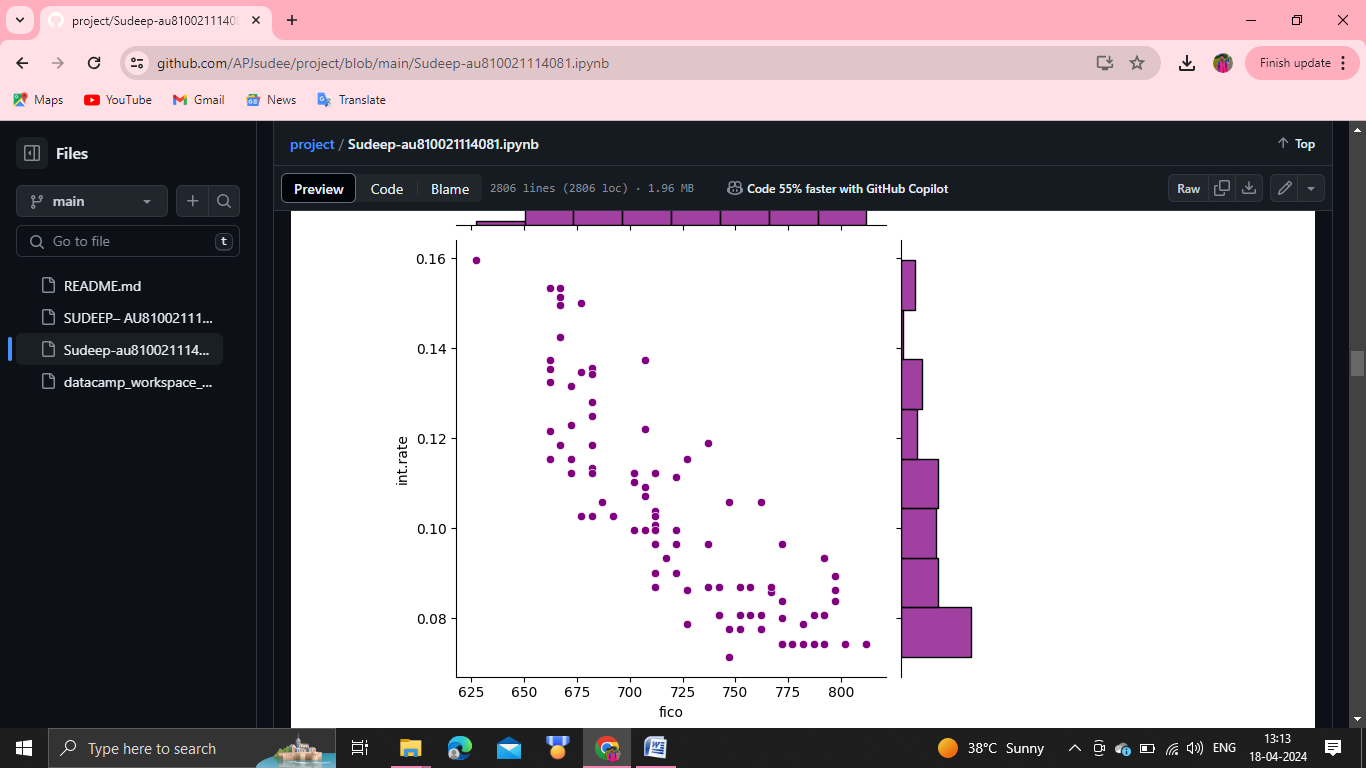 project/Sudeep-au8100211140
github.com/APJsudee/project/blob/main/Sudeep-au810021114081.ipynb
Finish update
Maps
YouTube
Gmail
News
Translate
Files
project / Sudeep-au810021114081.ipynb
Top
main
Preview
Code
Blame
2806 lines (2806 loc) · 1.96 MB
Code 55% faster with GitHub Copilot
Raw
Go to file
t
README.md
SUDEEP– AU81002111...
Sudeep-au810021114...
datacamp_workspace_...
0.16
0.14
0.12
0.10
0.08
int.rate
625 650 675 700 725 750 775 800
fico
Type here to search
38°C Sunny
ENG
13:13
18-04-2024